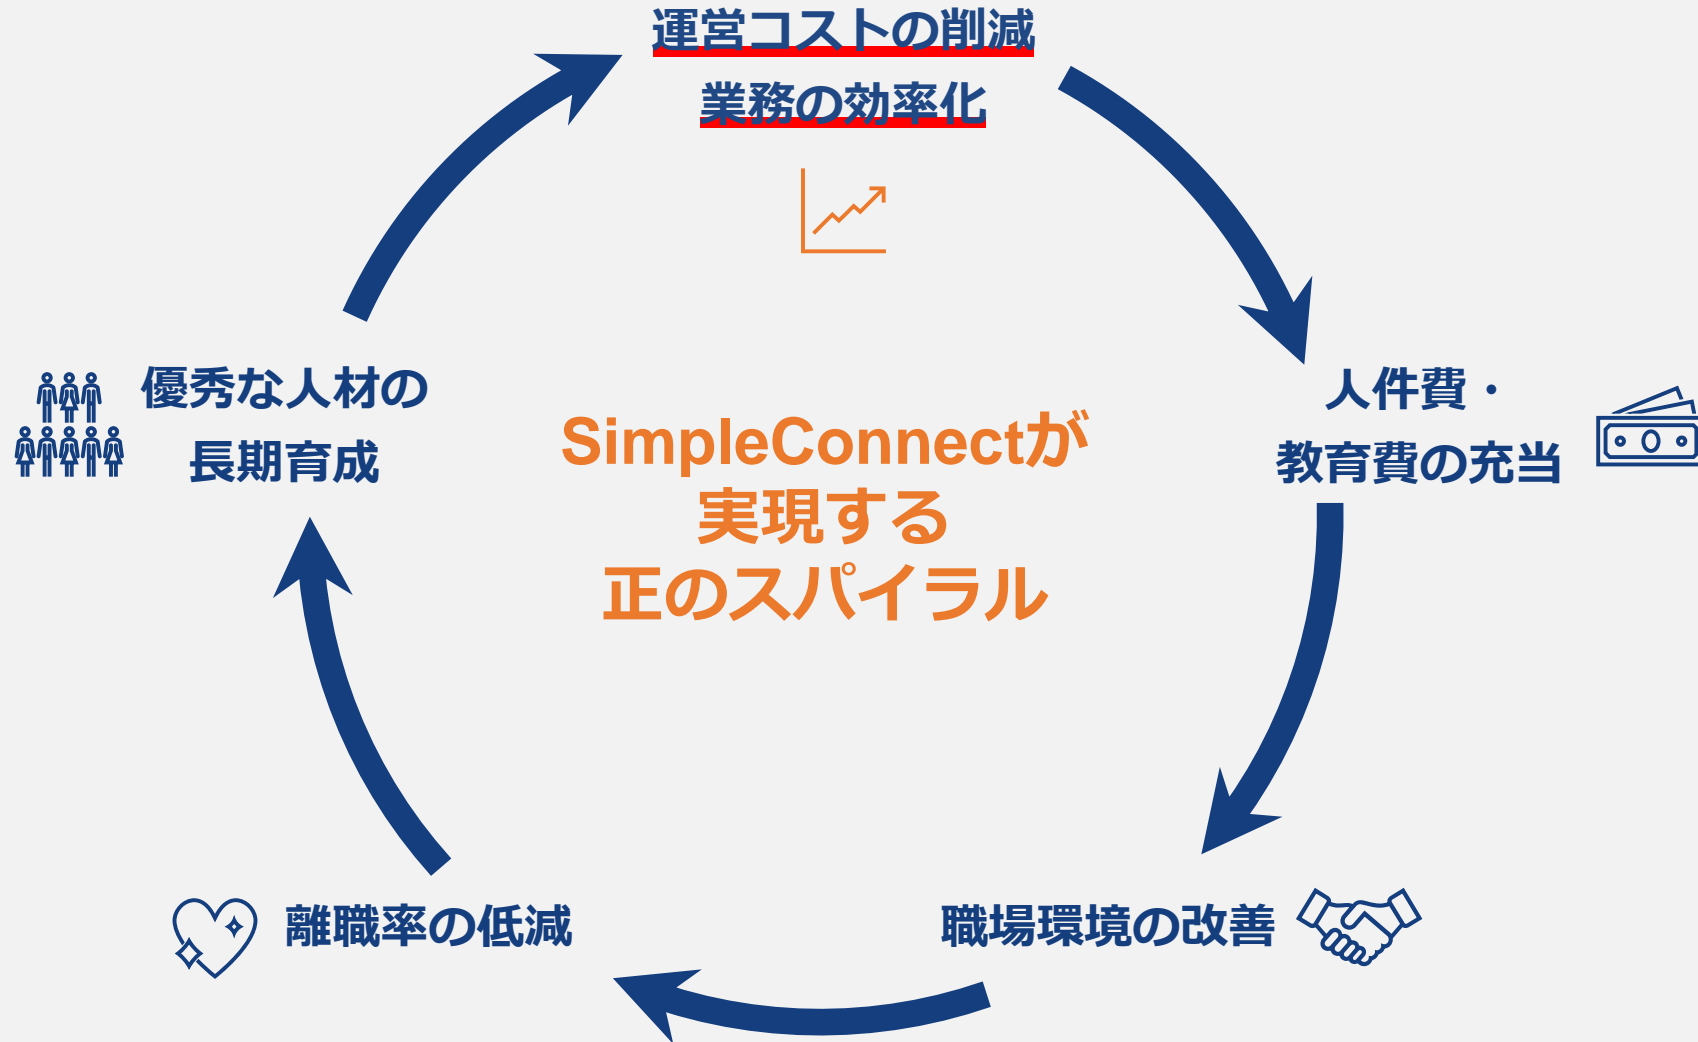 運営コストの削減
業務の効率化
人件費・
教育費の充当
職場環境の改善
離職率の低減
優秀な人材の
長期育成
SimpleConnectが
実現する
正のスパイラル